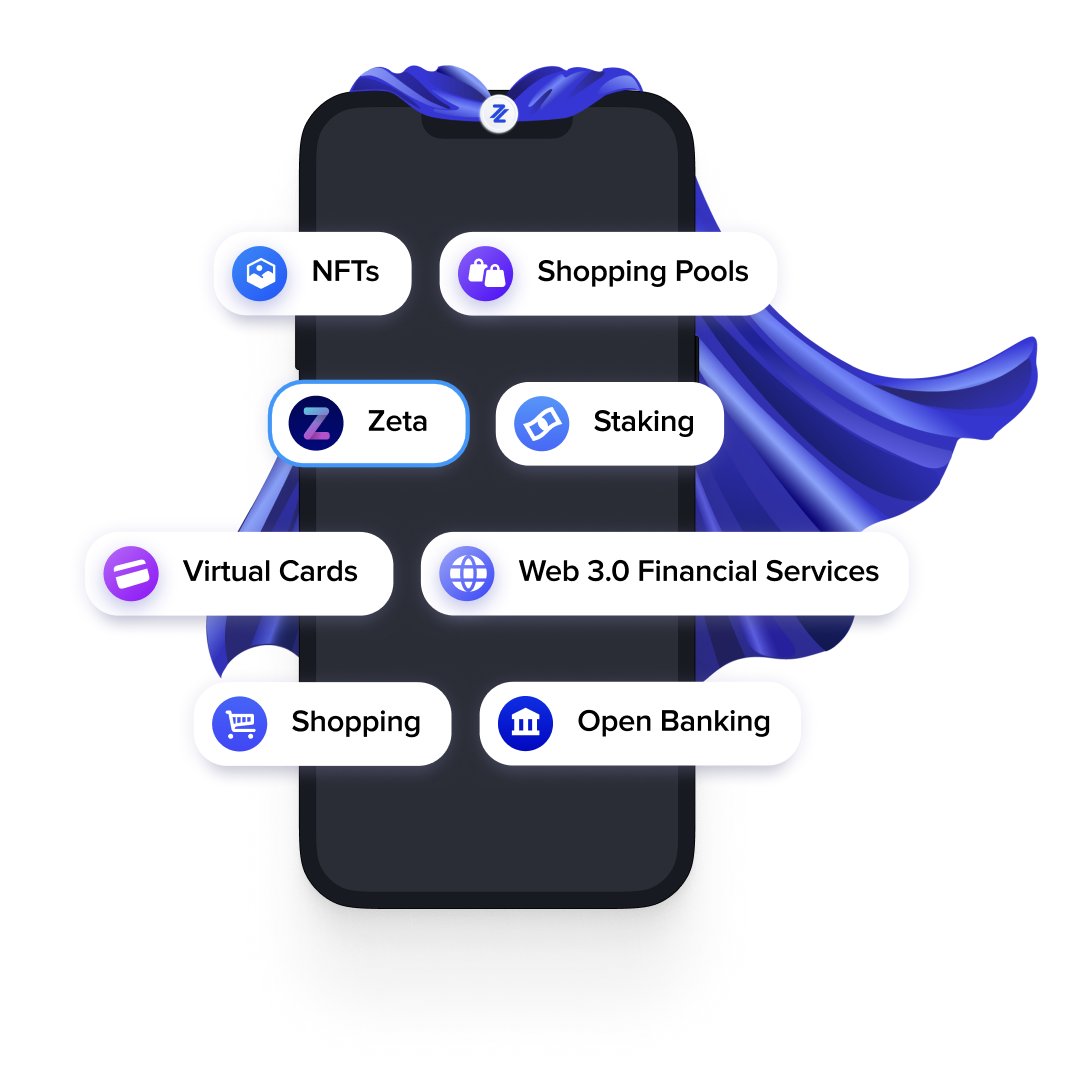 NFTs
Shopping Pools
Zeta
Staking
Virtual Cards
Web 3.0 Financial Services
Shopping
Open Banking